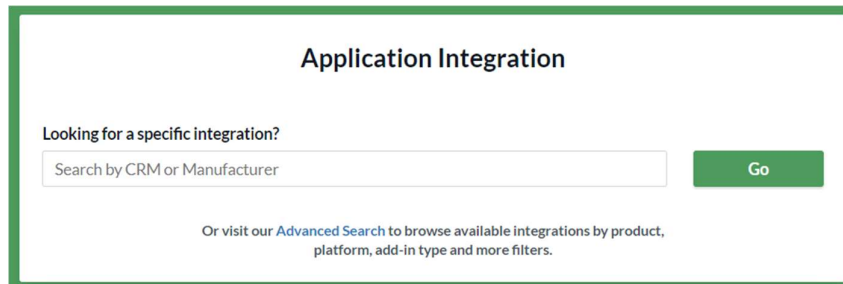 Application Integration
Looking for a specific integration?
Search by CRM or Manufacturer
Go
Or visit our Advanced Search to browse available integrations by product,
platform, add-in type and more filters.